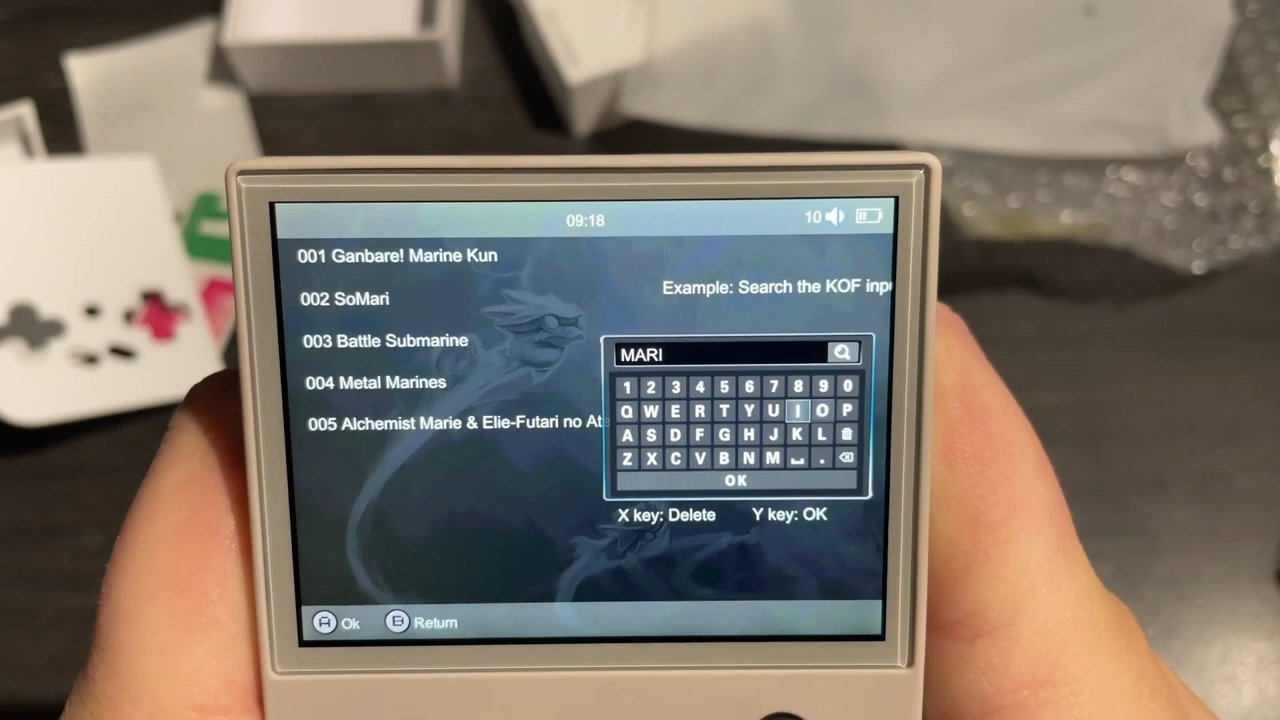 09:18
10
001 Ganbare! Marine Kun
002 SoMari
003 Battle Submarine
004 Metal Marines
005 Alchemist Marie & Elie-Futari no At
Example: Search the KOF inp
MARI
1 2 3 4 5 6 7 8 9 0
Q W E R T Y U I O P
A S D F G H J K L
Z X C V B N M .
OK
X key: Delete Y key: OK
A Ok B Return